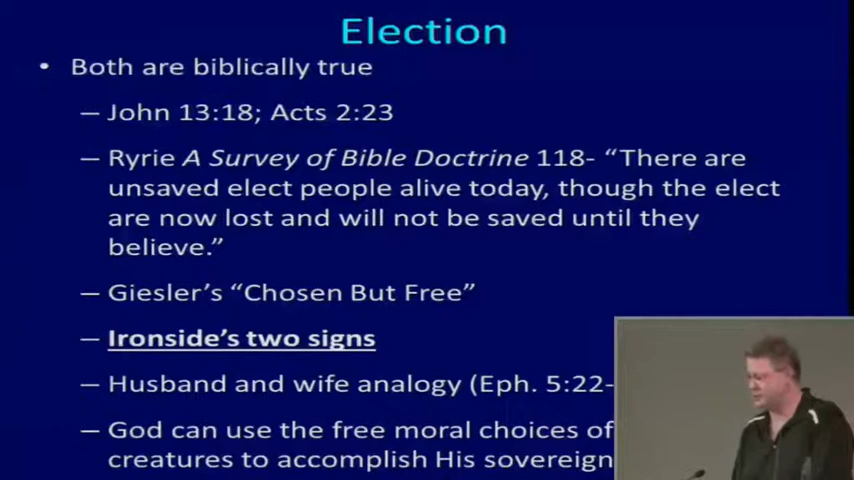 Election
• Both are biblically true
– John 13:18; Acts 2:23
– Ryrie A Survey of Bible Doctrine 118- “There are
unsaved elect people alive today, though the elect
are now lost and will not be saved until they
believe.”
– Giesler’s “Chosen But Free”
– Ironside’s two signs
– Husband and wife analogy (Eph. 5:22-
– God can use the free moral choices of
creatures to accomplish His sovereign